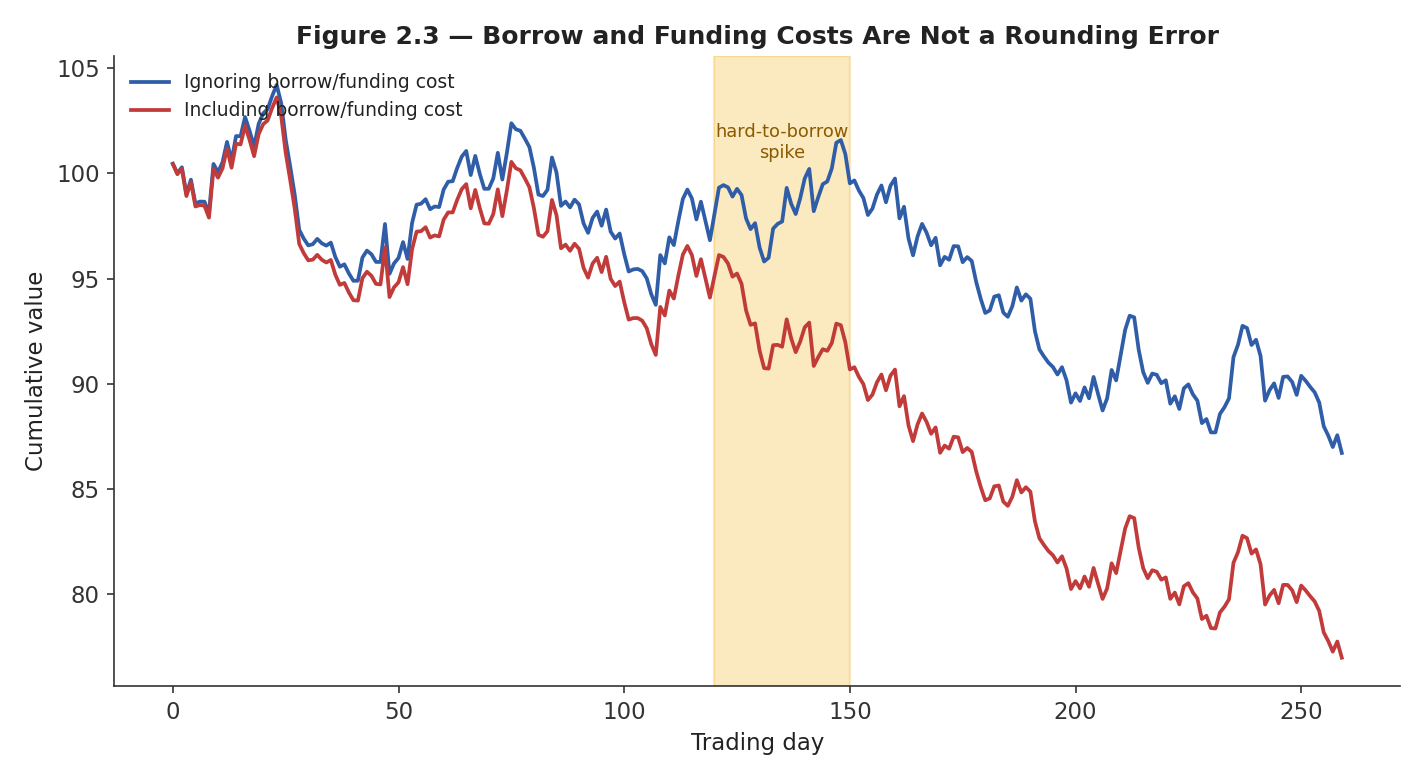 Figure 2.3 — Borrow and Funding Costs Are Not a Rounding Error
Ignoring borrow/funding cost
Including borrow/funding cost
hard-to-borrow
spike
Cumulative value
105
100
95
90
85
80
0
50
100
150
200
250
Trading day